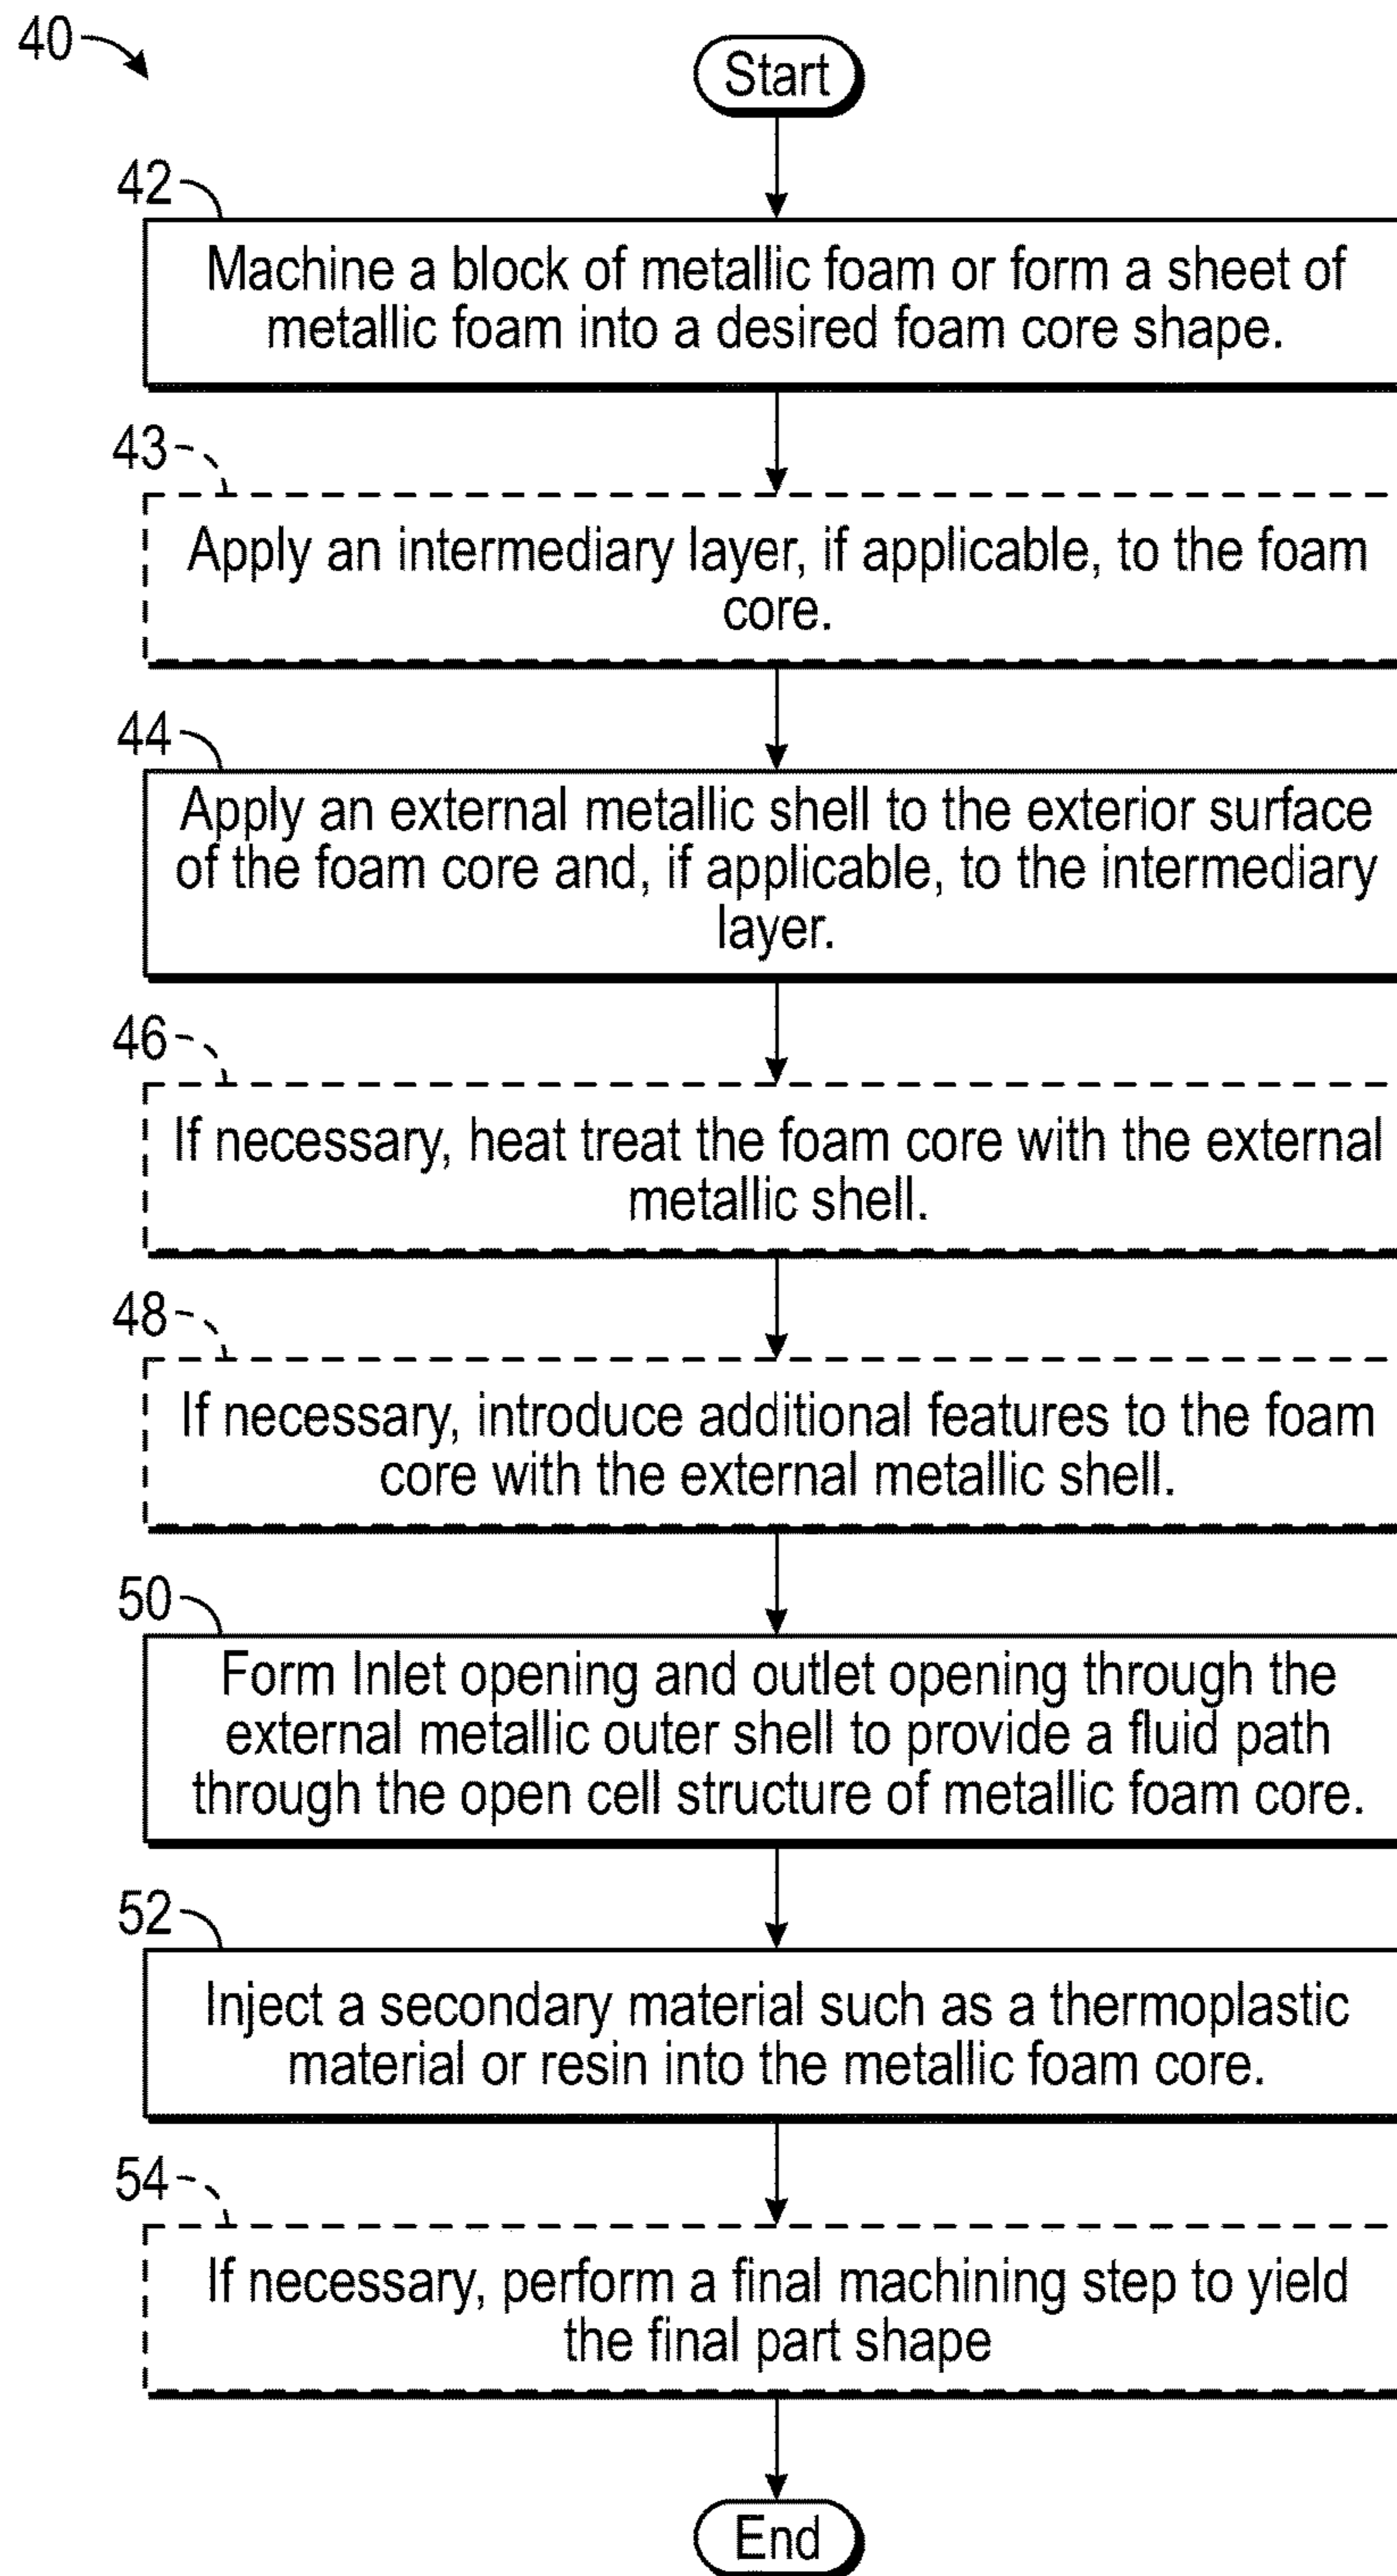 40
Start
42
Machine a block of metallic foam or form a sheet of
metallic foam into a desired foam core shape.
43
Apply an intermediary layer, if applicable, to the foam
core.
44
Apply an external metallic shell to the exterior surface
of the foam core and, if applicable, to the intermediary
layer.
46
If necessary, heat treat the foam core with the external
metallic shell.
48
If necessary, introduce additional features to the foam
core with the external metallic shell.
50
Form Inlet opening and outlet opening through the
external metallic outer shell to provide a fluid path
through the open cell structure of metallic foam core.
52
Inject a secondary material such as a thermoplastic
material or resin into the metallic foam core.
54
If necessary, perform a final machining step to yield
the final part shape
End